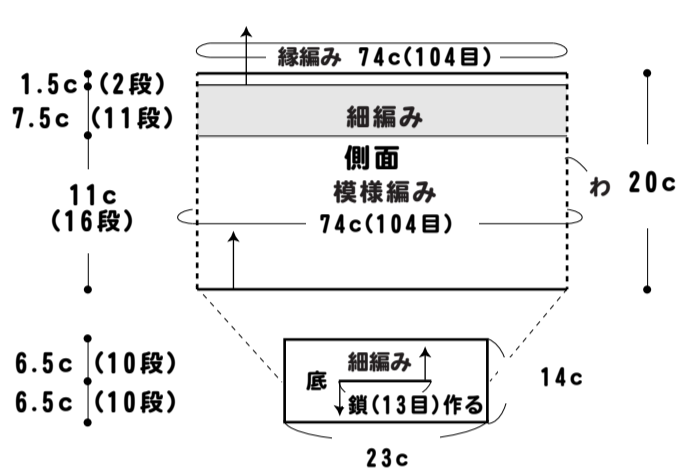 縁編み 74c(104目)
1.5c (2段)
7.5c (11段)
細編み
側面
模様編み
11c
(16段)
74c(104目)
わ
20c
6.5c (10段)
6.5c (10段)
底
細編み
鎖(13目)作る
14c
23c